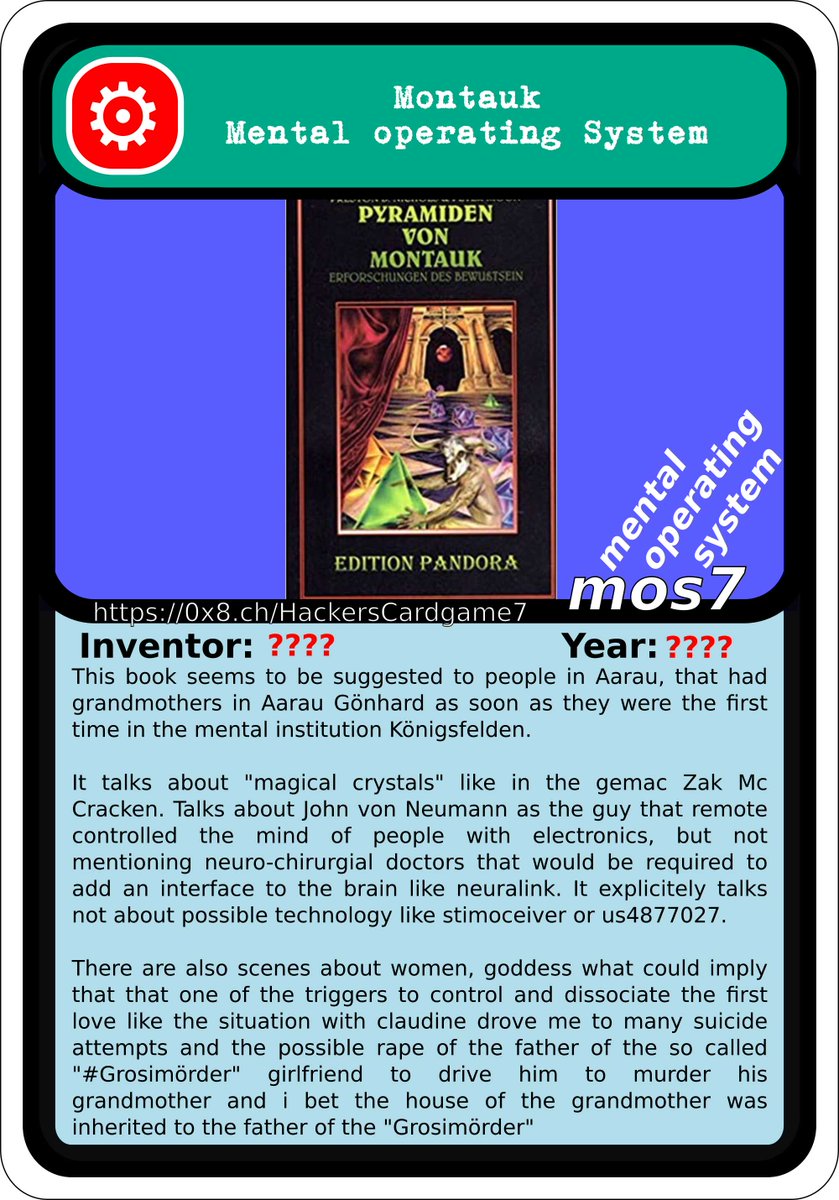 Montauk
Mental operating System
PYRAMIDEN
VON
MONTAUK
ERFORSCHUNGEN DES BEWUßTSEIN
EDITION PANDORA
mental
operating
system
mos7
https://0x8.ch/HackersCardgame7
Inventor: ???? Year: ????
This book seems to be suggested to people in Aarau, that had
grandmothers in Aarau Gönhard as soon as they were the first
time in the mental institution Königsfelden.
It talks about "magical crystals" like in the gemac Zak Mc
Cracken. Talks about John von Neumann as the guy that remote
controlled the mind of people with electronics, but not
mentioning neuro-chirurgial doctors that would be required to
add an interface to the brain like neuralink. It explicitely talks
not about possible technology like stimoceiver or us4877027.
There are also scenes about women, goddess what could imply
that that one of the triggers to control and dissociate the first
love like the situation with claudine drove me to many suicide
attempts and the possible rape of the father of the so called
"#Grosimörder" girlfriend to drive him to murder his
grandmother and i bet the house of the grandmother was
inherited to the father of the "Grosimörder"